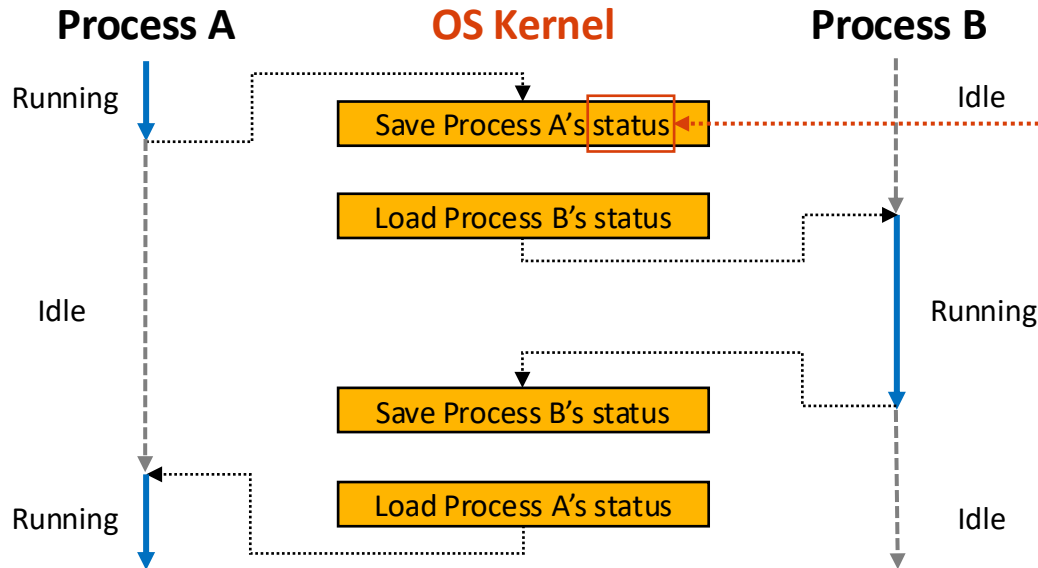 Process A
OS Kernel
Process B
Running
Save Process A’s status
Idle
Load Process B’s status
Idle
Running
Save Process B’s status
Running
Load Process A’s status
Idle